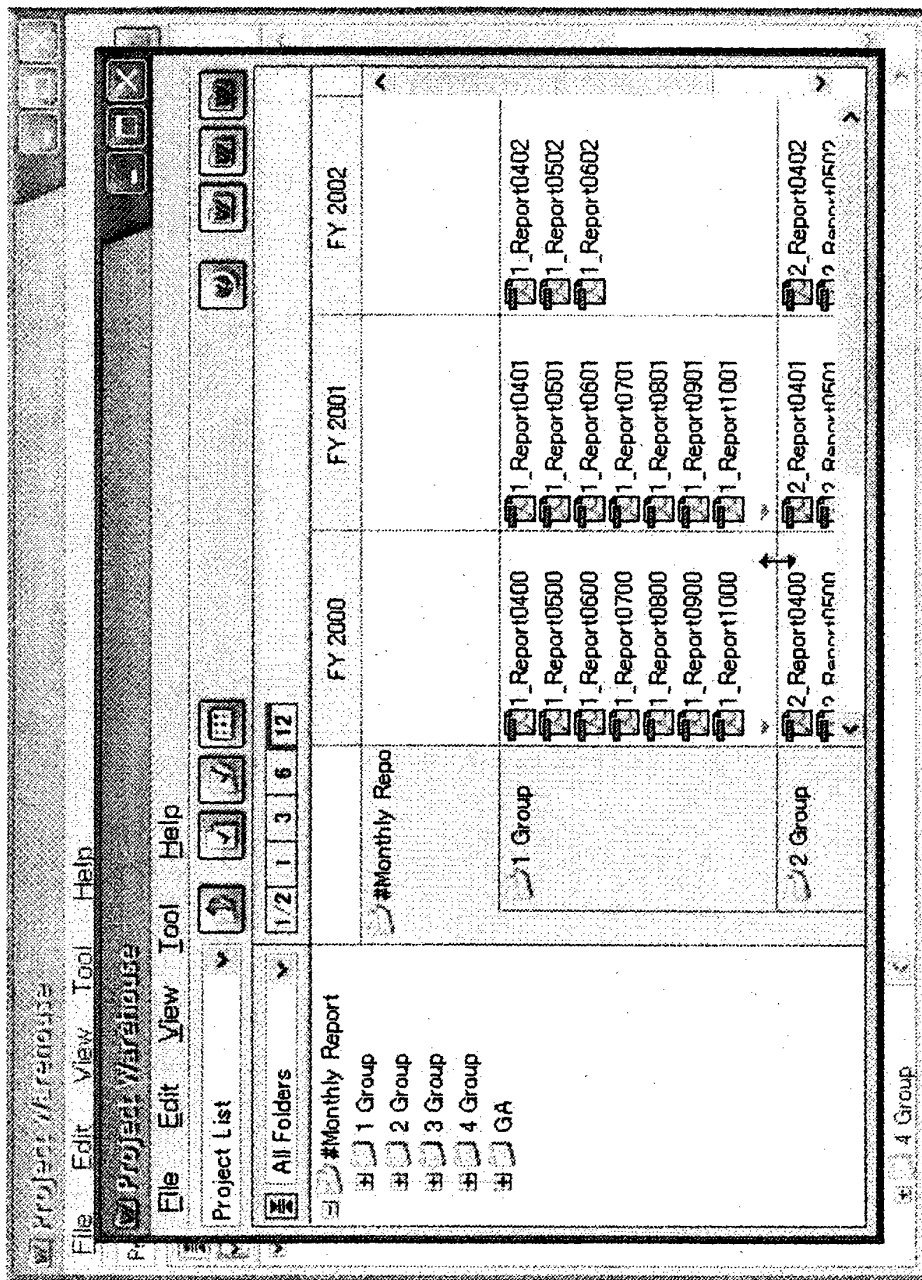 Project Warehouse
File Edit View Tool Help
Project Warehouse
File Edit View Tool Help
Project List
All Folders
1/2 1 3 6 12
#Monthly Report
1 Group
2 Group
3 Group
4 Group
GA
FY 2000 FY 2001 FY 2002
#Monthly Repo
1 Group
1_Report0400 1_Report0401 1_Report0402
1_Report0500 1_Report0501 1_Report0502
1_Report0600 1_Report0601 1_Report0602
1_Report0700 1_Report0701
1_Report0800 1_Report0801
1_Report0900 1_Report0901
1_Report1000 1_Report1001
2 Group
2_Report0400 2_Report0401 2_Report0402
2_Report0500 2_Report0501 2_Report0502
4 Group